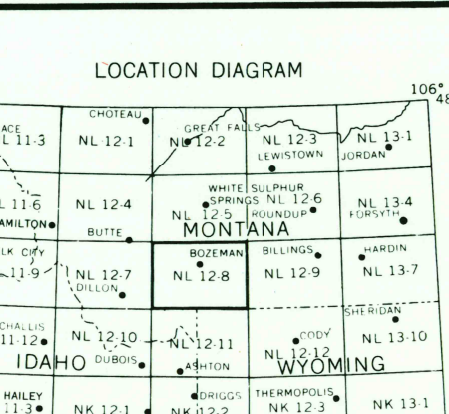 LOCATION DIAGRAM
106°
48
CHOTEAU
GREAT FALLS
L 11-3
NL 12-1
NL 12-2
NL 12-3
NL 13-1
LEWISTOWN
JORDAN
WHITE SULPHUR
SPRINGS
L 11-6
NL 12-4
NL 12-5
NL 12-6
NL 13-4
ROUNDUP
FORSYTH
AMILTON
BUTTE
MONTANA
LK CITY
BOZEMAN
BILLINGS
HARDIN
11-9
NL 12-7
NL 12-8
NL 12-9
NL 13-7
DILLON
SHERIDAN
CHALLIS
11-12
NL 12-10
NL 12-11
CODY
NL 12-12
NL 13-10
IDAHO
DUBOIS
ASHTON
WYOMING
HAILEY
DRIGGS
THERMOPOLIS
11-3
NK 12-1
NK 12-2
NK 12-3
NK 13-1